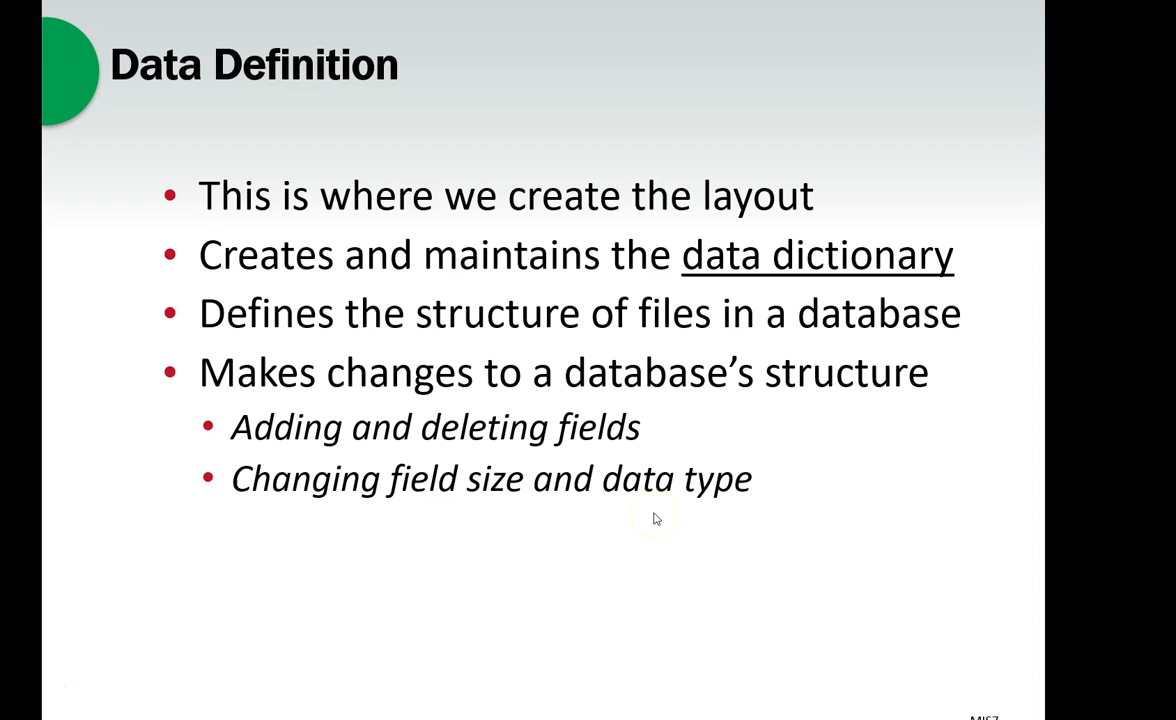 Data Definition
• This is where we create the layout
• Creates and maintains the data dictionary
• Defines the structure of files in a database
• Makes changes to a database’s structure
• Adding and deleting fields
• Changing field size and data type
MIS7